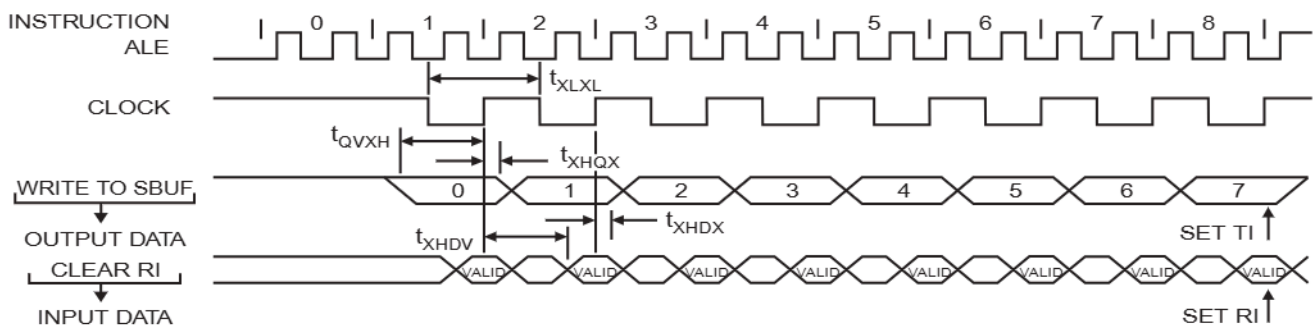 INSTRUCTION 0 1 2 3 4 5 6 7 8
ALE
tXLXL
CLOCK
tQVXH
tXHQX
WRITE TO SBUF 0 1 2 3 4 5 6 7
tXHDX
OUTPUT DATA tXHDV SET TI
CLEAR RI VALID VALID VALID VALID VALID VALID VALID VALID
INPUT DATA SET RI